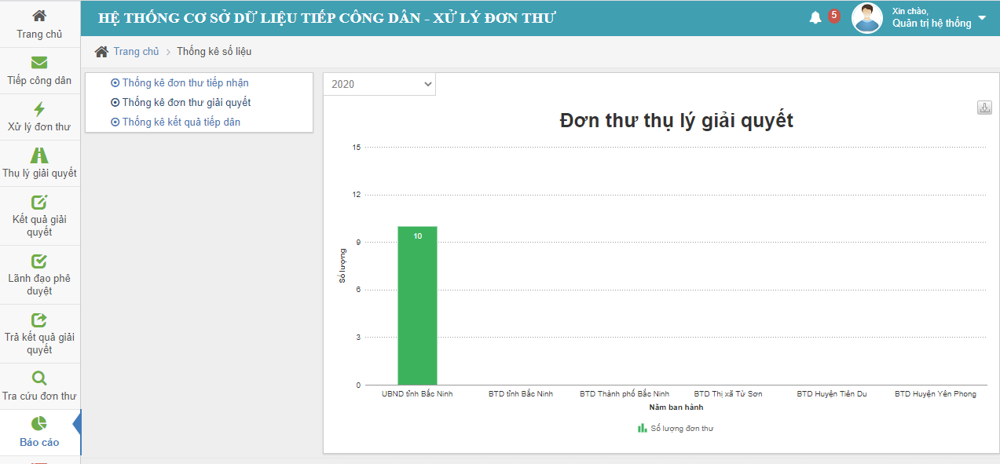 Trang chủ
Tiếp công dân
Xử lý đơn thư
Thụ lý giải quyết
Kết quả giải
quyết
Lãnh đạo phê
duyệt
Trả kết quả giải
quyết
Tra cứu đơn thư
Báo cáo
HỆ THỐNG CƠ SỞ DỮ LIỆU TIẾP CÔNG DÂN - XỬ LÝ ĐƠN THƯ
5
Xin chào,
Quản trị hệ thống
Trang chủ > Thống kê số liệu
Thống kê đơn thư tiếp nhận
Thống kê đơn thư giải quyết
Thống kê kết quả tiếp dân
2020
Đơn thư thụ lý giải quyết
15
12
9
6
3
0
Số lượng
10
UBND tỉnh Bắc Ninh
BTD tỉnh Bắc Ninh
BTD Thành phố Bắc Ninh
BTD Thị xã Từ Sơn
BTD Huyện Tiên Du
BTD Huyện Yên Phong
Năm ban hành
Số lượng đơn thư